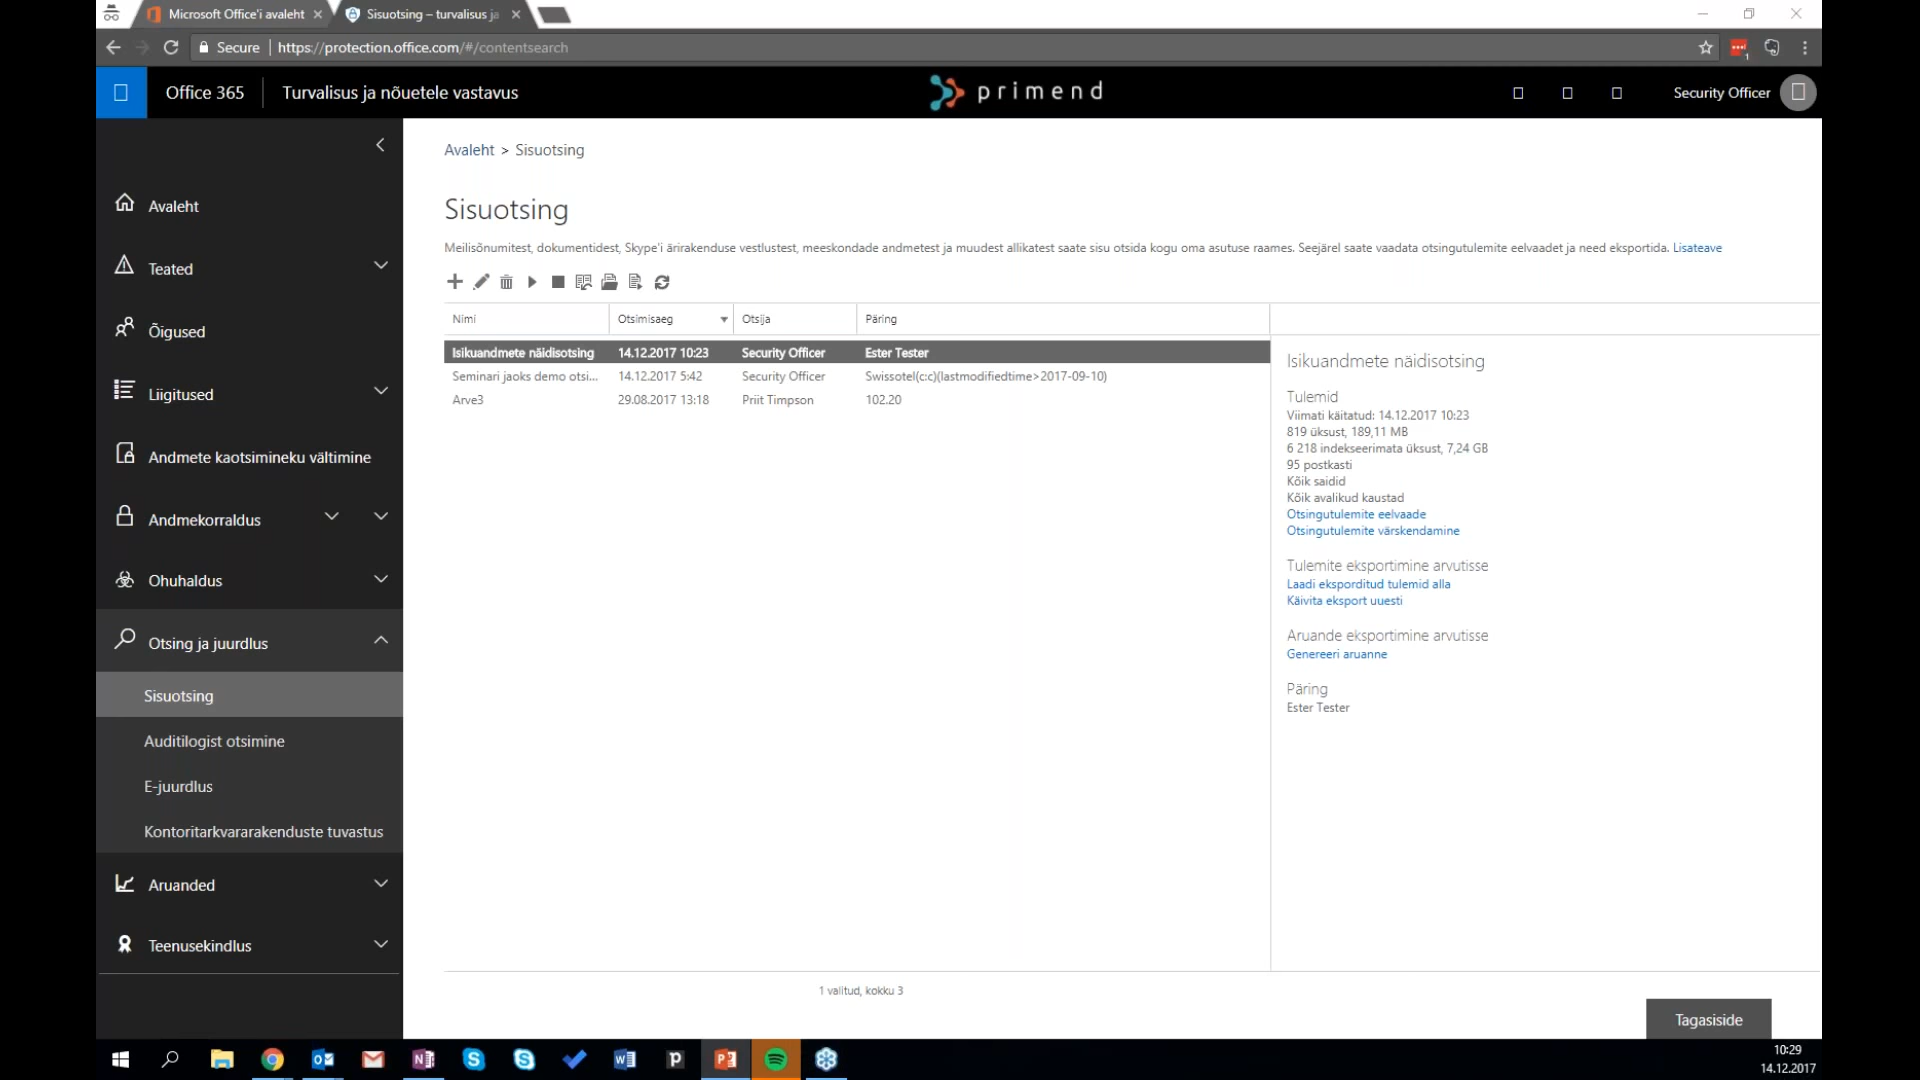 Microsoft Office'i avaleht
Sisuotsing – turvalisus ja
Secure
https://protection.office.com/#/contentsearch
Office 365
Turvalisus ja nõuetele vastavus
primend
Security Officer
Avaleht > Sisuotsing
Avaleht
Teated
Õigused
Liigitused
Andmete kaotsimineku vältimine
Andmekorraldus
Ohuhaldus
Otsing ja juurdlus
Sisuotsing
Auditilogist otsimine
E-juurdlus
Kontoritarkvararakenduste tuvastus
Aruanded
Teenusekindlus
Sisuotsing
Meilisõnumitest, dokumentidest, Skype'i ärirakenduse vestlustest, meeskondade andmetest ja muudest allikatest saate sisu otsida kogu oma asutuse raames. Seejärel saate vaadata otsingutulemite eelvaadet ja need eksportida. Lisateave
Nimi Otsimisaeg Otsija Päring
Isikuandmete näidisotsing 14.12.2017 10:23 Security Officer Ester Tester
Seminari jaoks demo otsi... 14.12.2017 5:42 Security Officer Swissotel(c:c)(lastmodifiedtime>2017-09-10)
Arve3 29.08.2017 13:18 Priit Timpson 102.20
1 valitud, kokku 3
Isikuandmete näidisotsing
Tulemid
Viimati käitatud: 14.12.2017 10:23
819 üksust, 189,11 MB
6 218 indekseerimata üksust, 7,24 GB
95 postkasti
Kõik saidid
Kõik avalikud kaustad
Otsingutulemite eelvaade
Otsingutulemite värskendamine
Tulemite eksportimine arvutisse
Laadi eksporditud tulemid alla
Käivita eksport uuesti
Aruande eksportimine arvutisse
Genereeri aruanne
Päring
Ester Tester
Tagasiside
10:29
14.12.2017